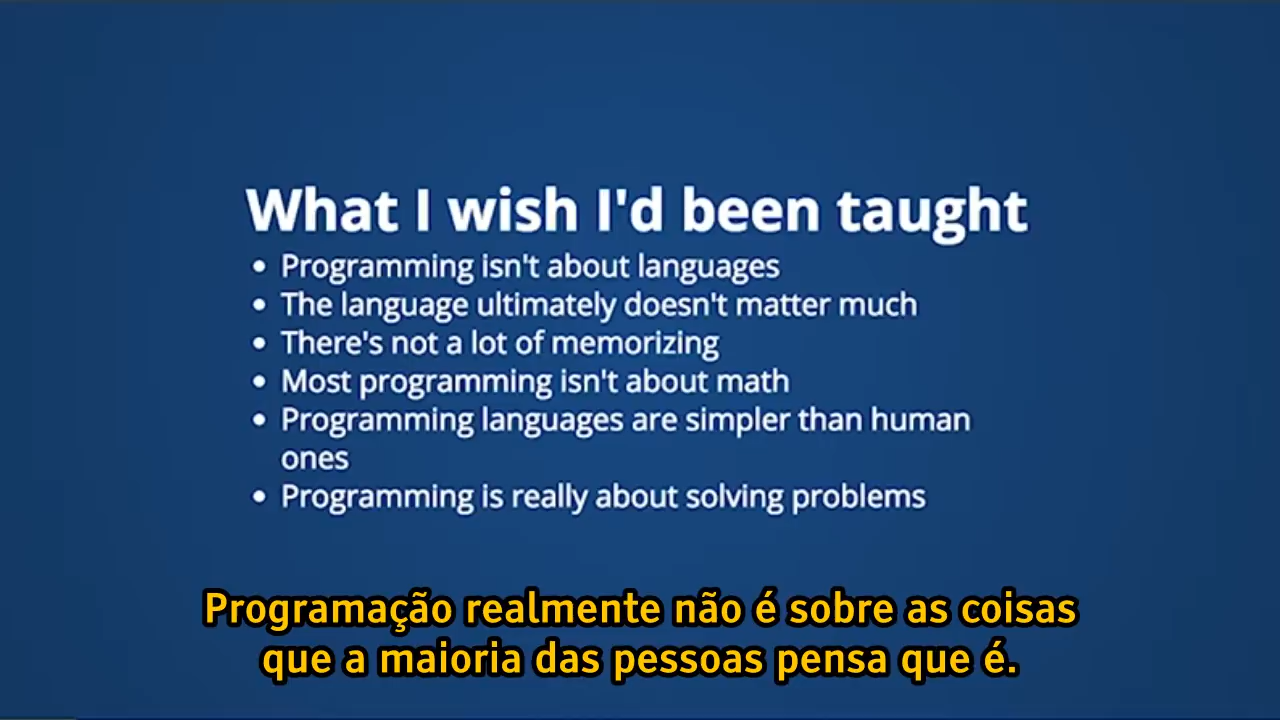 What I wish I'd been taught
• Programming isn't about languages
• The language ultimately doesn't matter much
• There's not a lot of memorizing
• Most programming isn't about math
• Programming languages are simpler than human
ones
• Programming is really about solving problems
Programação realmente não é sobre as coisas
que a maioria das pessoas pensa que é.